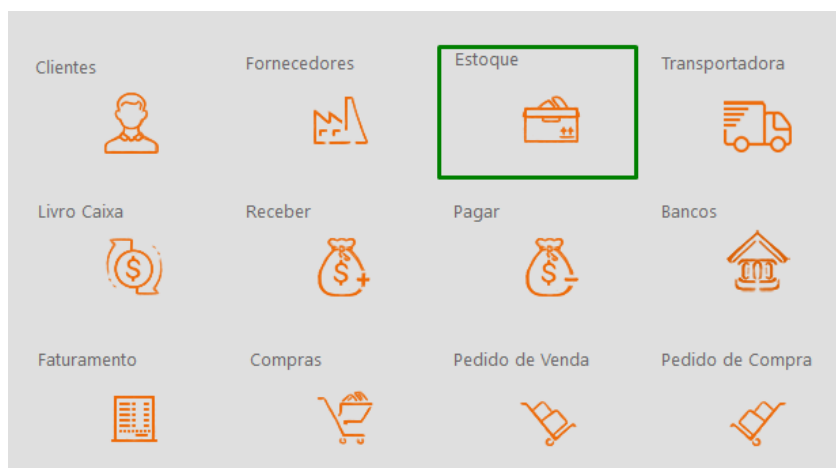 Clientes
Fornecedores
Estoque
Transportadora
Livro Caixa
Receber
Pagar
Bancos
Faturamento
Compras
Pedido de Venda
Pedido de Compra